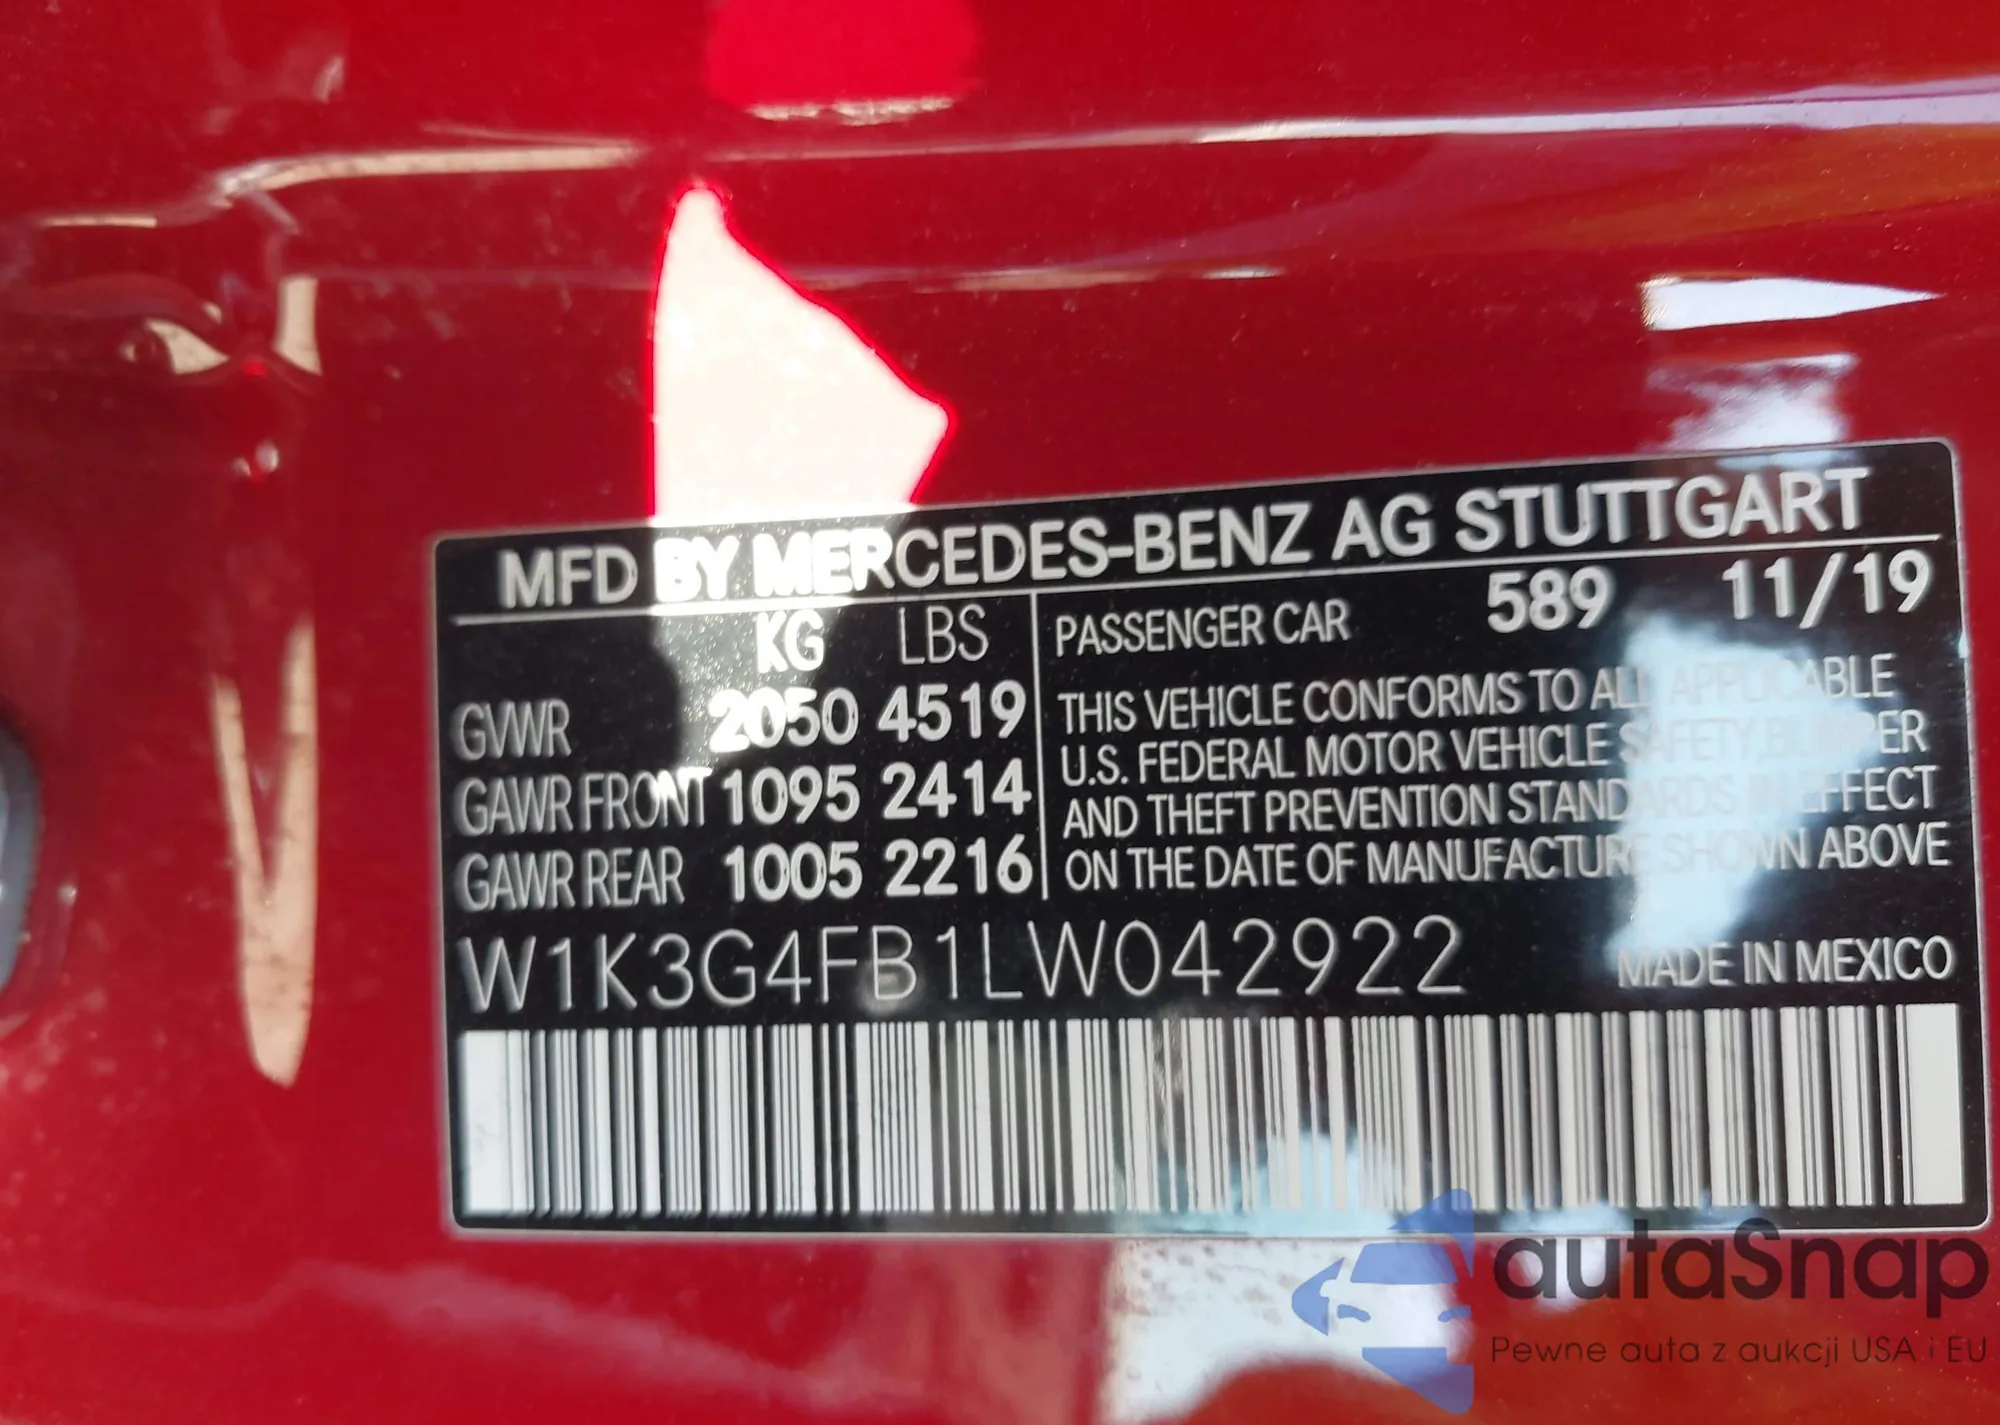 MFD BY MERCEDES-BENZ AG STUTTGART
KG LBS
GVWR 2050 4519
GAWR FRONT 1095 2414
GAWR REAR 1005 2216
PASSENGER CAR 589 11/19
THIS VEHICLE CONFORMS TO ALL APPLICABLE
U.S. FEDERAL MOTOR VEHICLE SAFETY, BUMPER
AND THEFT PREVENTION STANDARDS IN EFFECT
ON THE DATE OF MANUFACTURE SHOWN ABOVE
W1K3G4FB1LW042922
MADE IN MEXICO
autaSnap
Pewne auta z aukcji USA i EU